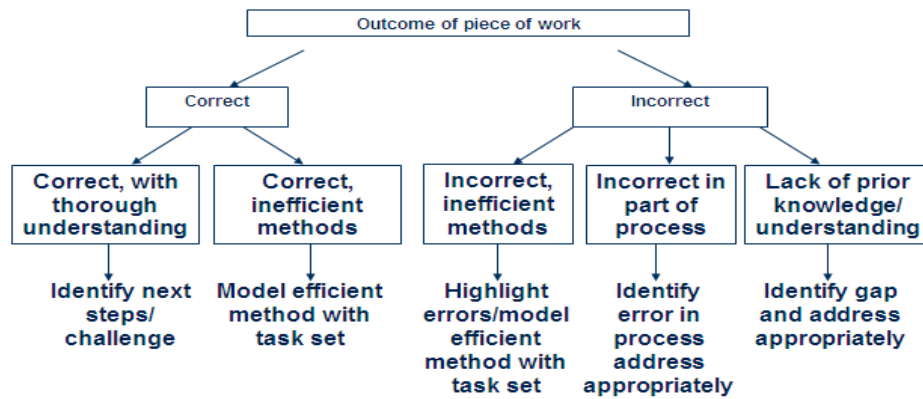 Outcome of piece of work
Correct
Incorrect
Correct, with
thorough
understanding
Correct,
inefficient
methods
Incorrect,
inefficient
methods
Incorrect in
part of
process
Lack of prior
knowledge/
understanding
Identify next
steps/
challenge
Model efficient
method with
task set
Highlight
errors/model
efficient
method with
task set
Identify
error in
process
address
appropriately
Identify gap
and address
appropriately